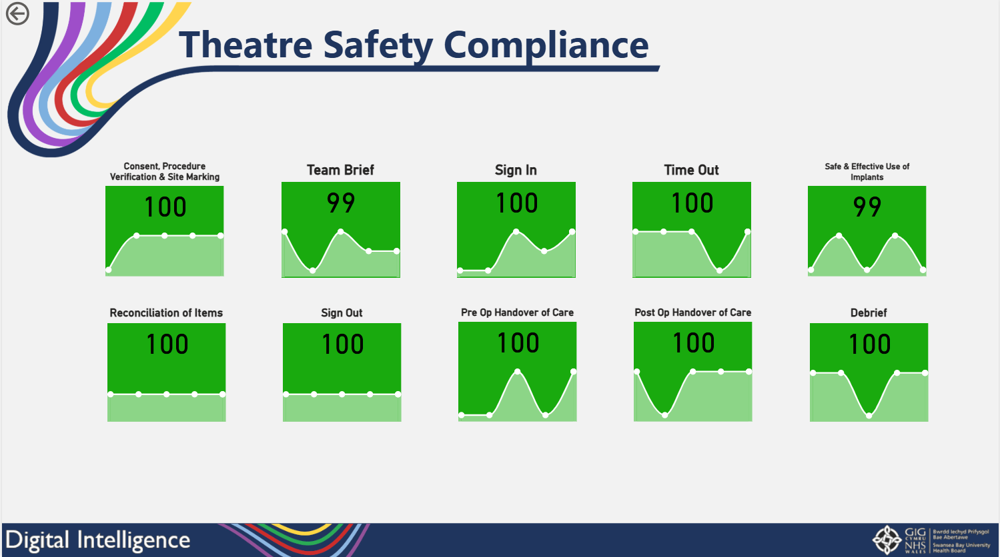 Theatre Safety Compliance
Consent, Procedure
Verification & Site Marking
100
Team Brief
99
Sign In
100
Time Out
100
Safe & Effective Use of
Implants
99
Reconciliation of Items
100
Sign Out
100
Pre Op Handover of Care
100
Post Op Handover of Care
100
Debrief
100
Digital Intelligence
GIG
CYMRU
NHS
WALES
Bwrdd Iechyd Prifysgol
Bae Abertawe
Swansea Bay University
Health Board